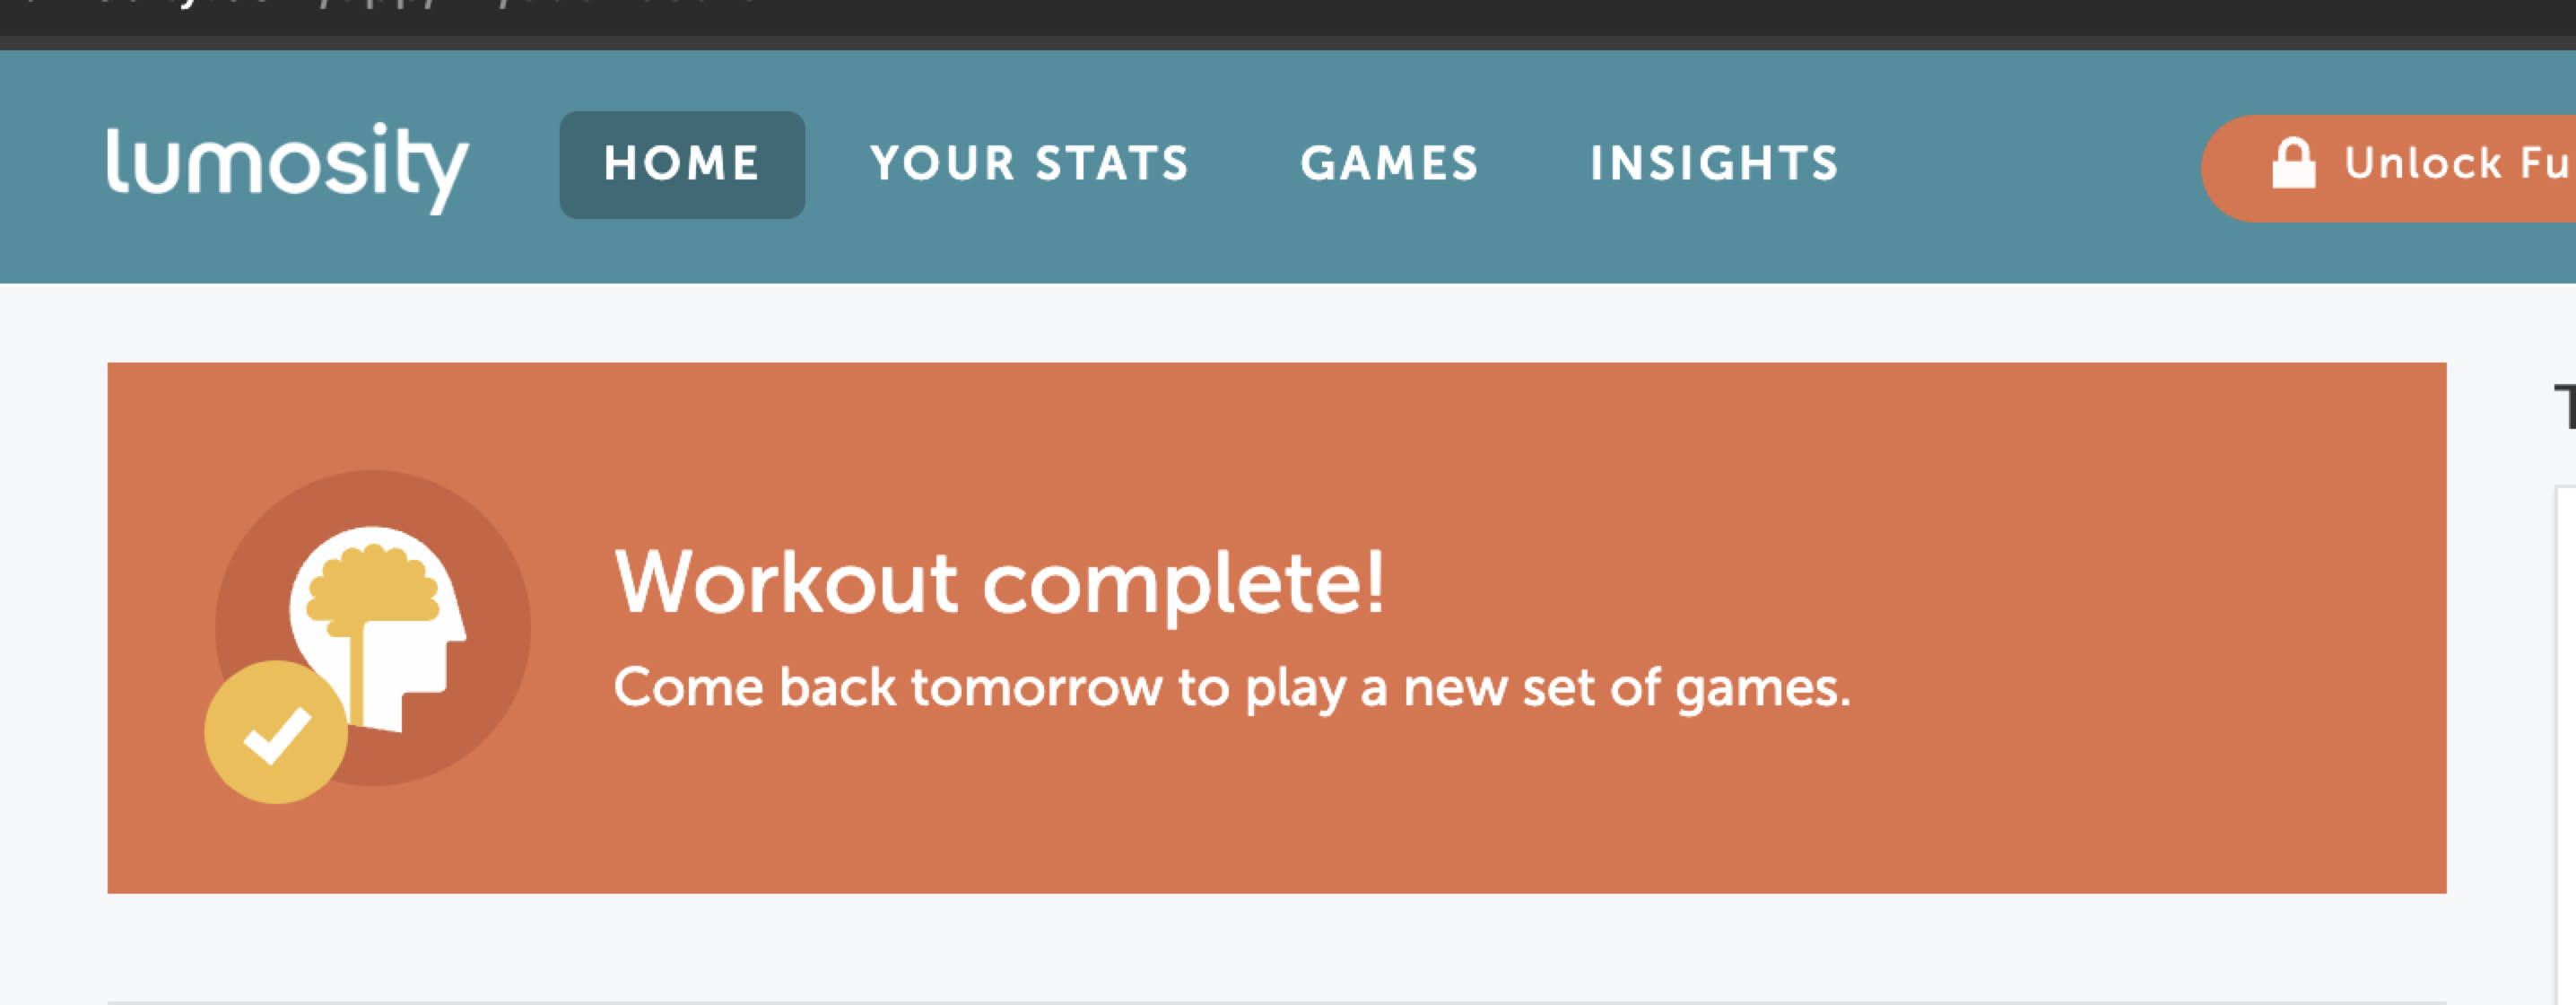 lumosity
HOME
YOUR STATS
GAMES
INSIGHTS
Unlock Fu
Workout complete!
Come back tomorrow to play a new set of games.